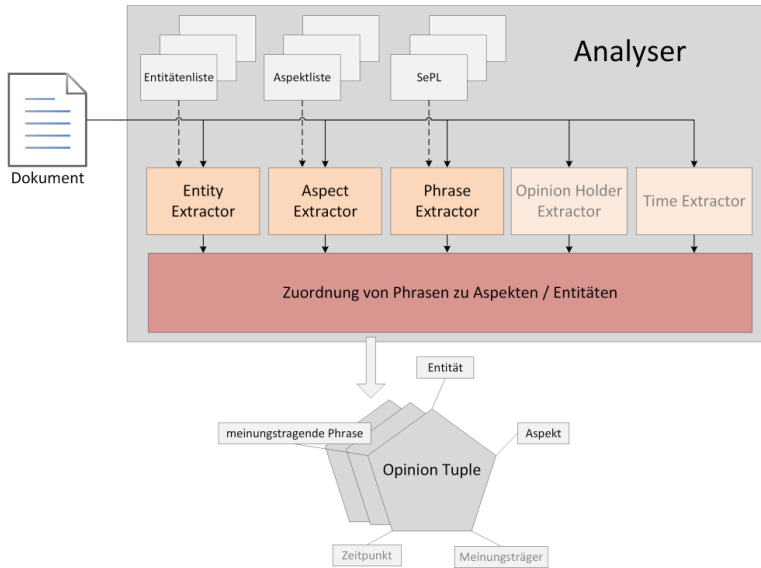 Analyser
Entitätenliste
Aspektliste
SePL
Dokument
Entity
Extractor
Aspect
Extractor
Phrase
Extractor
Opinion Holder
Extractor
Time Extractor
Zuordnung von Phrasen zu Aspekten / Entitäten
Entität
meinungstragende Phrase
Aspekt
Opinion Tuple
Zeitpunkt
Meinungsträger